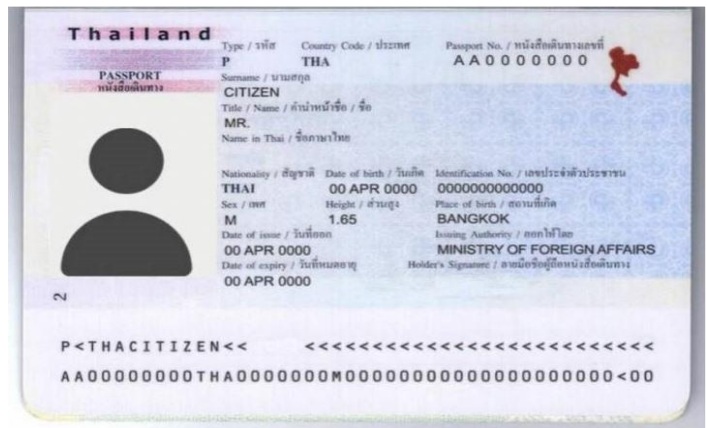 Thailand
PASSPORT
หนังสือเดินทาง
Type / รหัส Country Code / ประเทศ Passport No. / หนังสือเดินทางเลขที่
P THA AA0000000
Surname / นามสกุล
CITIZEN
Title / Name / คำนำหน้าชื่อ / ชื่อ
MR.
Name in Thai / ชื่อภาษาไทย
Nationality / สัญชาติ Date of birth / วันเกิด Identification No. / เลขประจำตัวประชาชน
THAI 00 APR 0000 0000000000000
Sex / เพศ Height / ส่วนสูง Place of birth / สถานที่เกิด
M 1.65 BANGKOK
Date of issue / วันที่ออก Issuing Authority / ออกให้โดย
00 APR 0000 MINISTRY OF FOREIGN AFFAIRS
Date of expiry / วันที่หมดอายุ Holder's Signature / ลายมือชื่อผู้ถือหนังสือเดินทาง
00 APR 0000
2
P<THACITIZEN<< <<<<<<<<<<<<<<<<<<<<<<<<<<
AA00000000THA0000000M0000000000000000000000<00